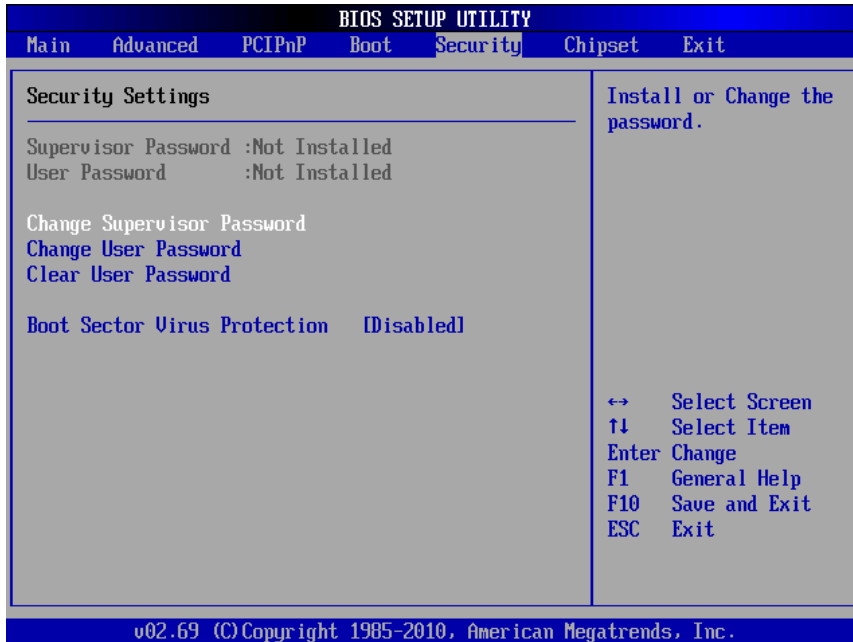 BIOS SETUP UTILITY
Main Advanced PCIPnP Boot Security Chipset Exit
Security Settings
Supervisor Password :Not Installed
User Password :Not Installed
Change Supervisor Password
Change User Password
Clear User Password
Boot Sector Virus Protection [Disabled]
Install or Change the
password.
↔ Select Screen
↑↓ Select Item
Enter Change
F1 General Help
F10 Save and Exit
ESC Exit
v02.69 (C)Copyright 1985-2010, American Megatrends, Inc.